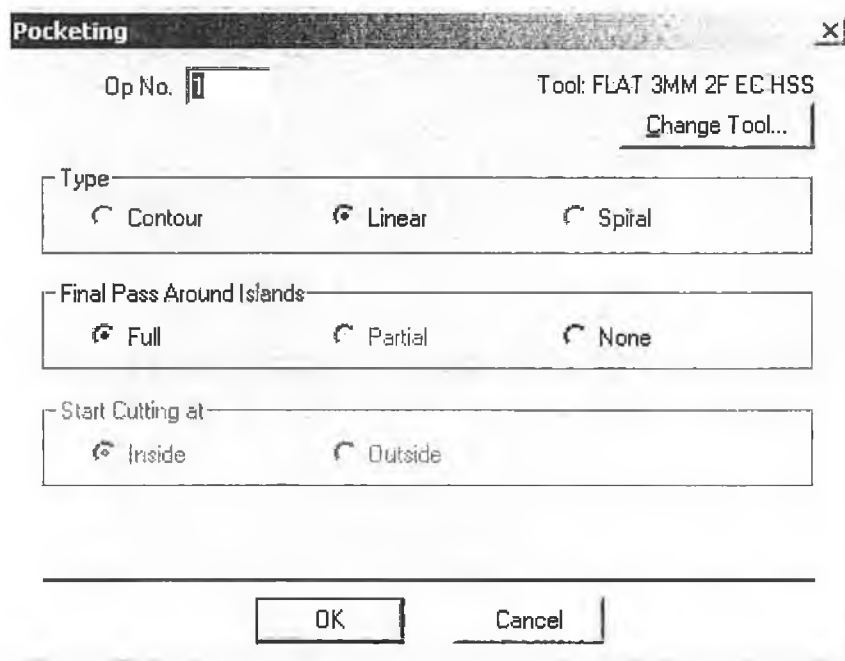 Pocketing
Op No. 1 Tool: FLAT 3MM 2F EC HSS
Change Tool...
Type
Contour Linear Spiral
Final Pass Around Islands
Full Partial None
Start Cutting at
Inside Outside
OK Cancel